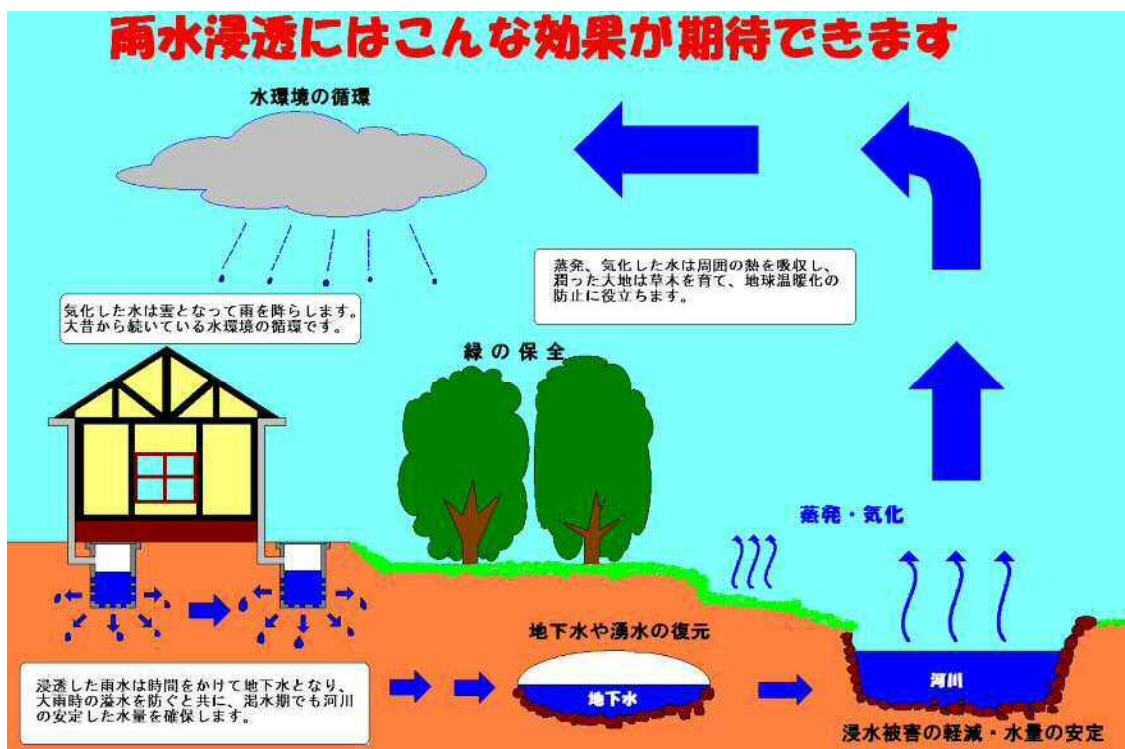 雨水浸透にはこんな効果が期待できます
水環境の循環
蒸発、気化した水は周囲の熱を吸収し、
潤った大地は草木を育て、地球温暖化の
防止に役立ちます。
気化した水は雲となって雨を降らします。
大昔から続いている水環境の循環です。
緑の保全
蒸発・気化
地下水や湧水の復元
浸透した雨水は時間をかけて地下水となり、
大雨時の溢水を防ぐと共に、渇水期でも河川
の安定した水量を確保します。
地下水
河川
浸水被害の軽減・水量の安定